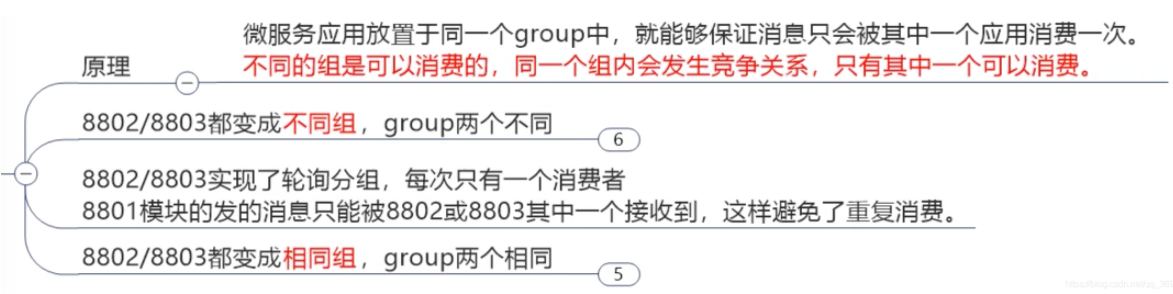 微服务应用放置于同一个group中，就能够保证消息只会被其中一个应用消费一次。
原理
不同的组是可以消费的，同一个组内会发生竞争关系，只有其中一个可以消费。
8802/8803都变成不同组，group两个不同
6
8802/8803实现了轮询分组，每次只有一个消费者
8801模块的发的消息只能被8802或8803其中一个接收到，这样避免了重复消费。
8802/8803都变成相同组，group两个相同
5